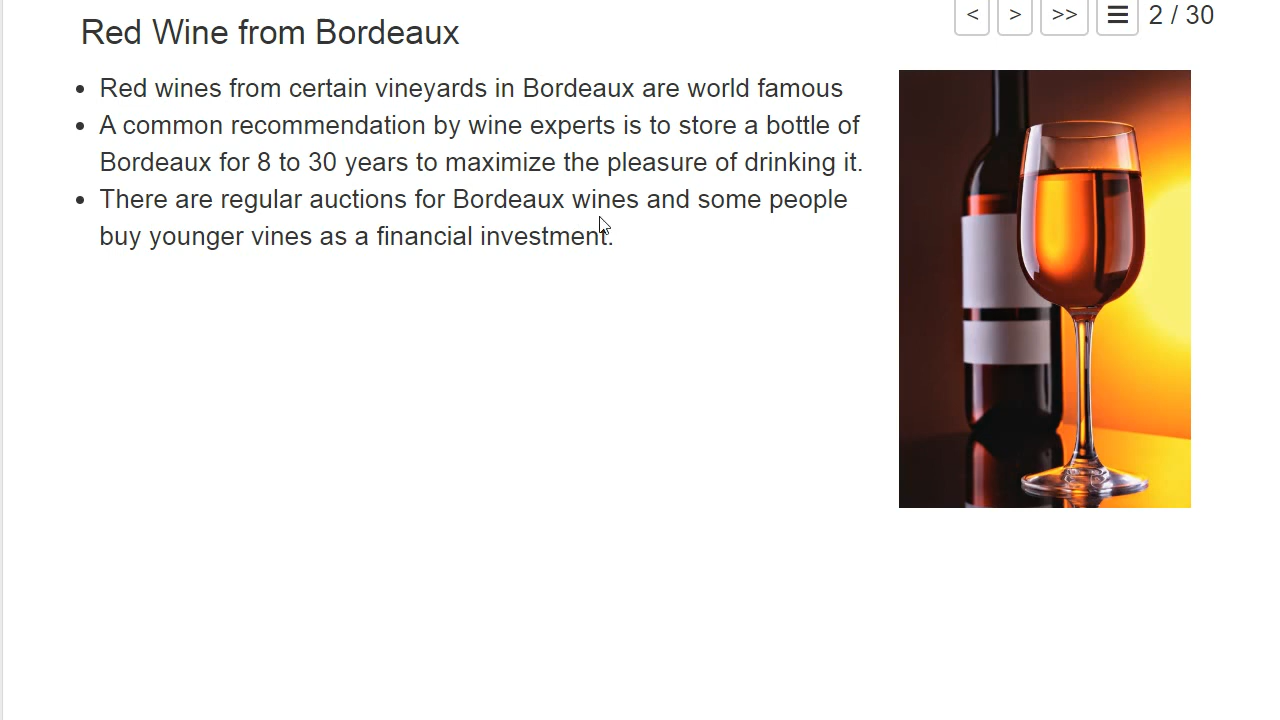 Red Wine from Bordeaux
< > >> ☰ 2 / 30
• Red wines from certain vineyards in Bordeaux are world famous
• A common recommendation by wine experts is to store a bottle of
Bordeaux for 8 to 30 years to maximize the pleasure of drinking it.
• There are regular auctions for Bordeaux wines and some people
buy younger vines as a financial investment.